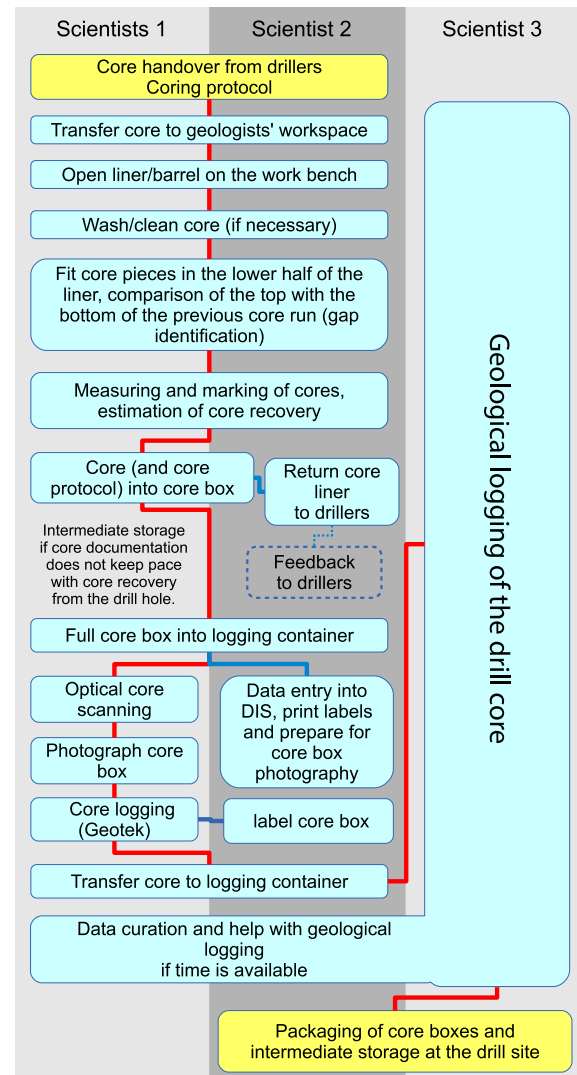 Scientists 1
Scientist 2
Scientist 3
Core handover from drillers
Coring protocol
Transfer core to geologists' workspace
Open liner/barrel on the work bench
Wash/clean core (if necessary)
Fit core pieces in the lower half of the
liner, comparison of the top with the
bottom of the previous core run (gap
identification)
Measuring and marking of cores,
estimation of core recovery
Core (and core
protocol) into core box
Return core
liner
to drillers
Intermediate storage
if core documentation
does not keep pace
with core recovery
from the drill hole.
Feedback
to drillers
Full core box into logging container
Optical core
scanning
Data entry into
DIS, print labels
and prepare for
core box
photography
Photograph core
box
Core logging
(Geotek)
label core box
Transfer core to logging container
Geological logging of the drill core
Data curation and help with geological
logging
if time is available
Packaging of core boxes and
intermediate storage at the drill site